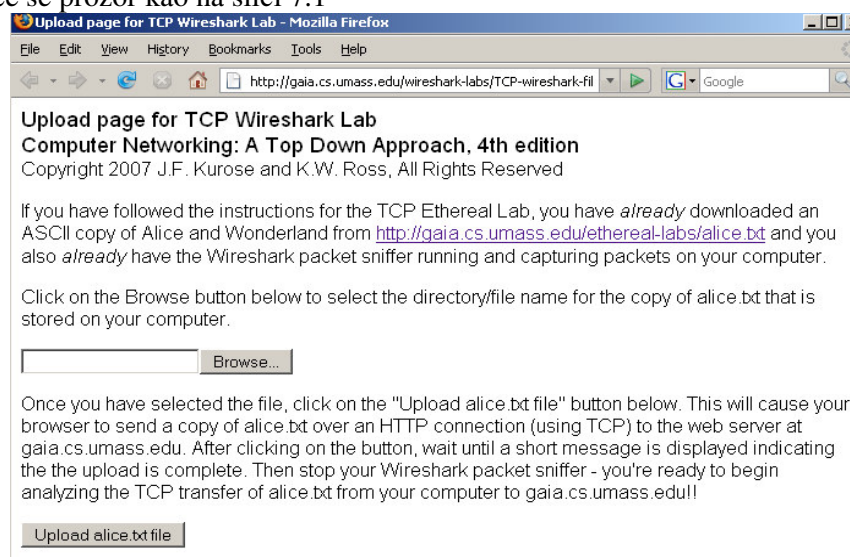 će se prozor kao na slici 7.1
Upload page for TCP Wireshark Lab - Mozilla Firefox
File Edit View History Bookmarks Tools Help
http://gaia.cs.umass.edu/wireshark-labs/TCP-wireshark-fil G Google
Upload page for TCP Wireshark Lab
Computer Networking: A Top Down Approach, 4th edition
Copyright 2007 J.F. Kurose and K.W. Ross, All Rights Reserved
If you have followed the instructions for the TCP Ethereal Lab, you have already downloaded an
ASCII copy of Alice and Wonderland from http://gaia.cs.umass.edu/ethereal-labs/alice.txt and you
also already have the Wireshark packet sniffer running and capturing packets on your computer.
Click on the Browse button below to select the directory/file name for the copy of alice.txt that is
stored on your computer.
Browse...
Once you have selected the file, click on the "Upload alice.txt file" button below. This will cause your
browser to send a copy of alice.txt over an HTTP connection (using TCP) to the web server at
gaia.cs.umass.edu. After clicking on the button, wait until a short message is displayed indicating
the the upload is complete. Then stop your Wireshark packet sniffer - you're ready to begin
analyzing the TCP transfer of alice.txt from your computer to gaia.cs.umass.edu!!
Upload alice.txt file